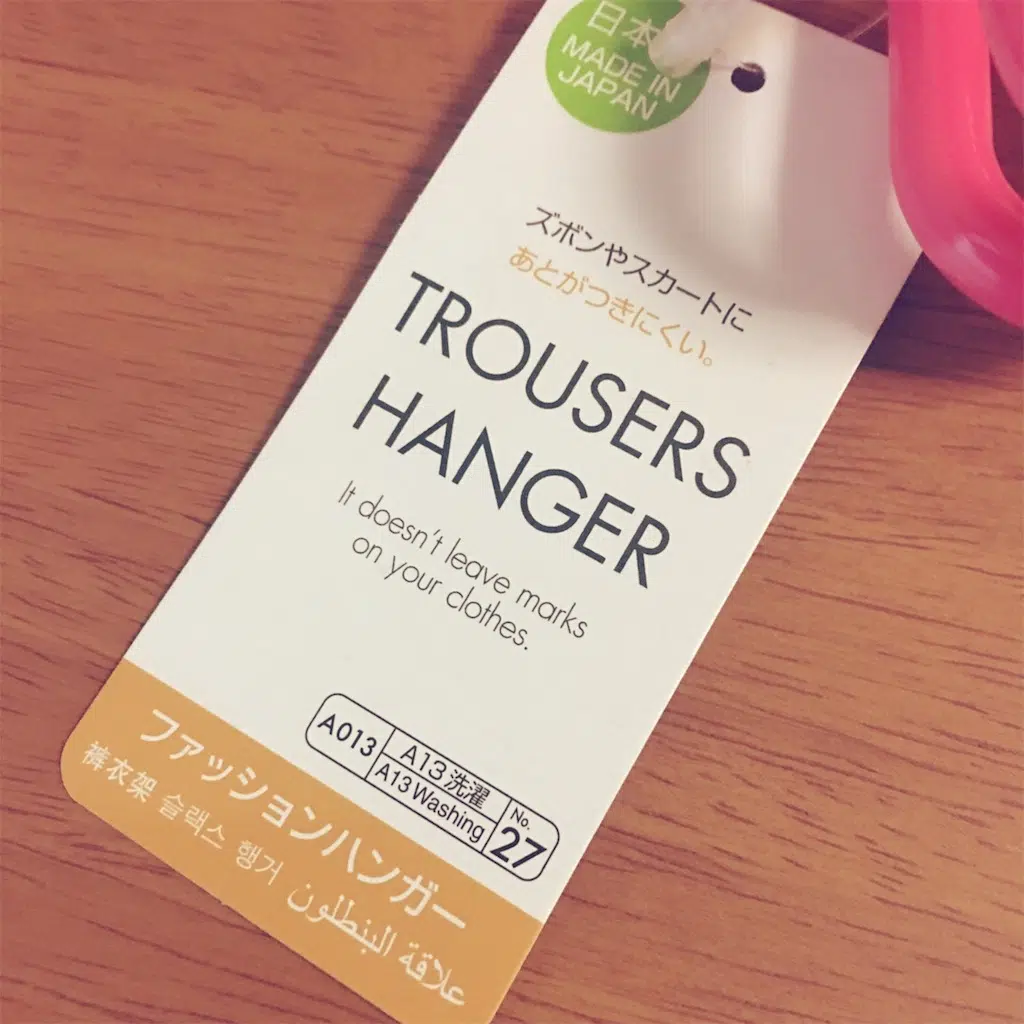 日本
MADE IN
JAPAN
ズボンやスカートに
あとがつきにくい。
TROUSERS
HANGER
It doesn't leave marks
on your clothes.
A013
A13 洗濯
A13 Washing
No.
27
ファッションハンガー
褲衣架 슬랙스 행거 علاقة البنطلون